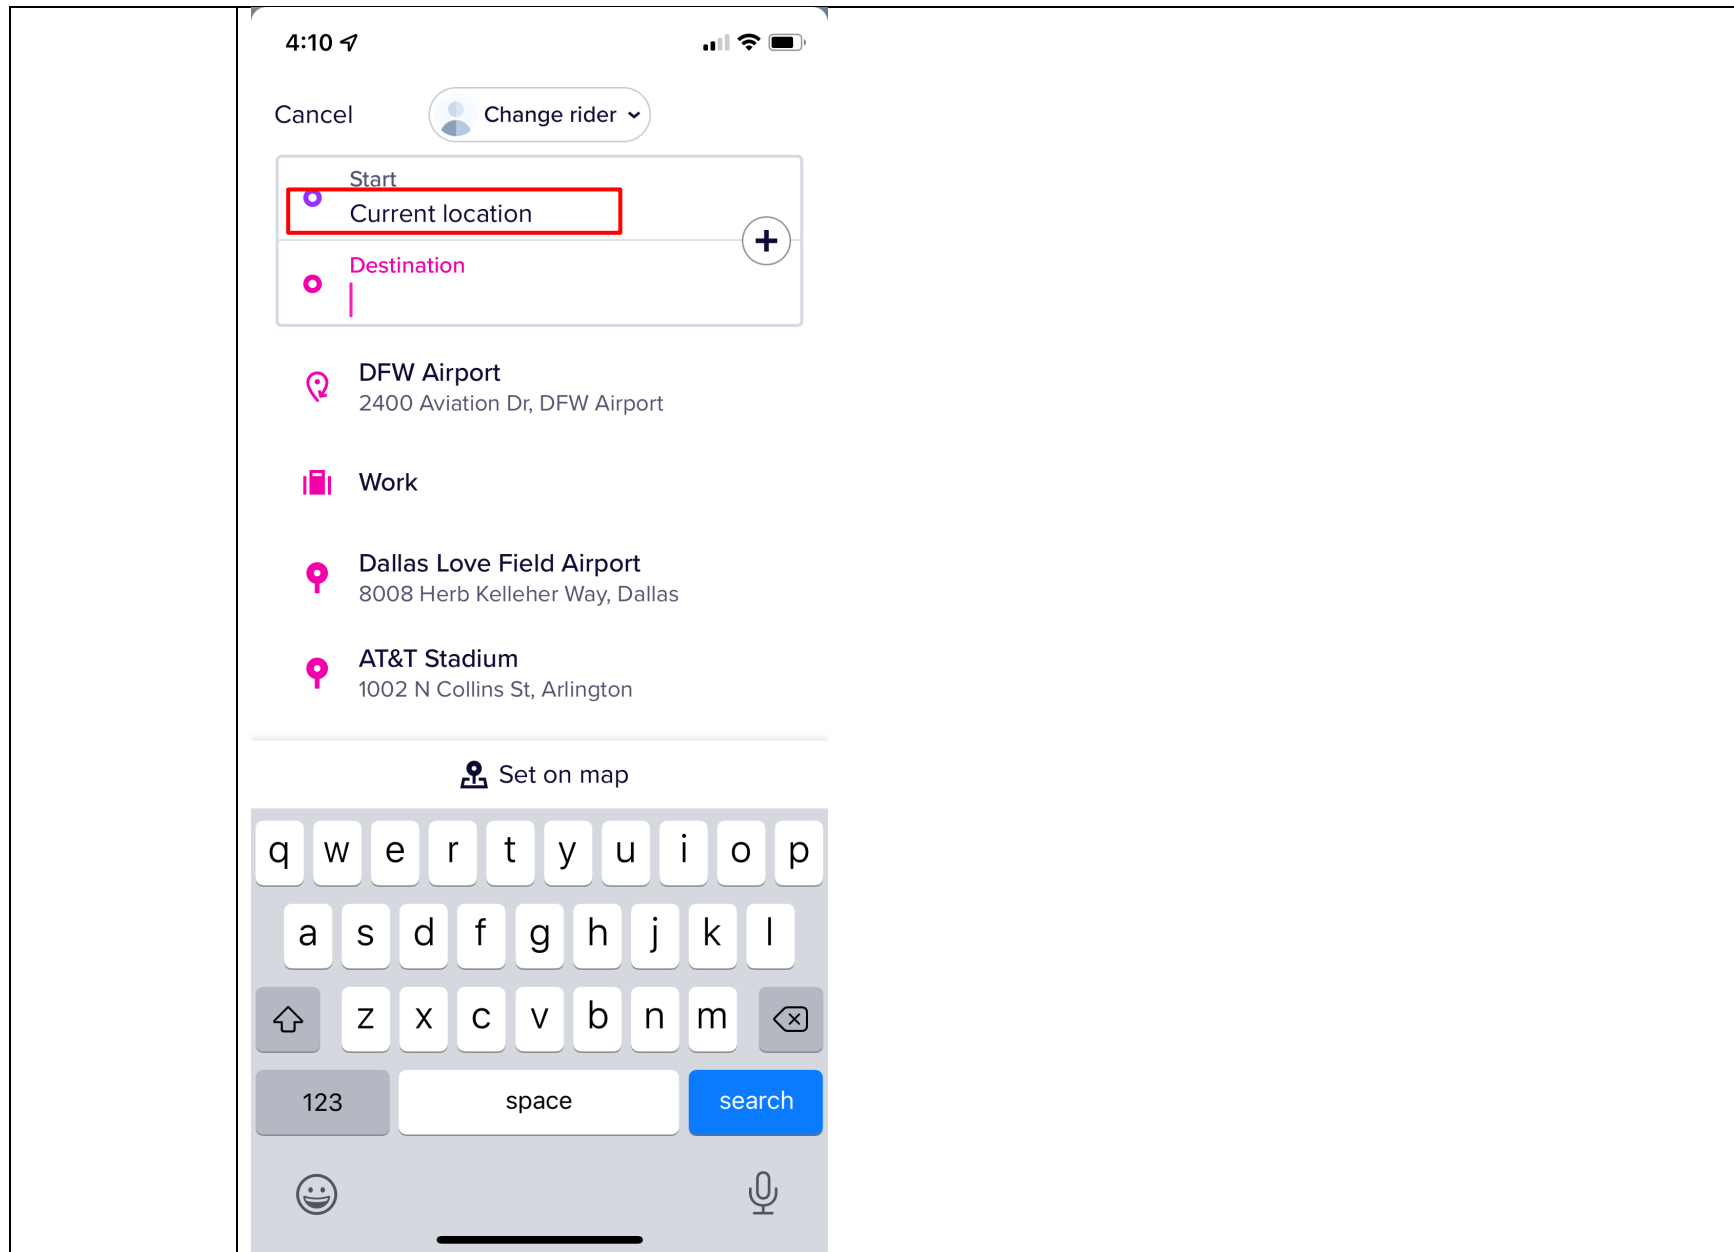 4:10
Cancel
Change rider
Start
Current location
Destination
DFW Airport
2400 Aviation Dr, DFW Airport
Work
Dallas Love Field Airport
8008 Herb Kelleher Way, Dallas
AT&T Stadium
1002 N Collins St, Arlington
Set on map
q w e r t y u i o p
a s d f g h j k l
z x c v b n m
123 space search